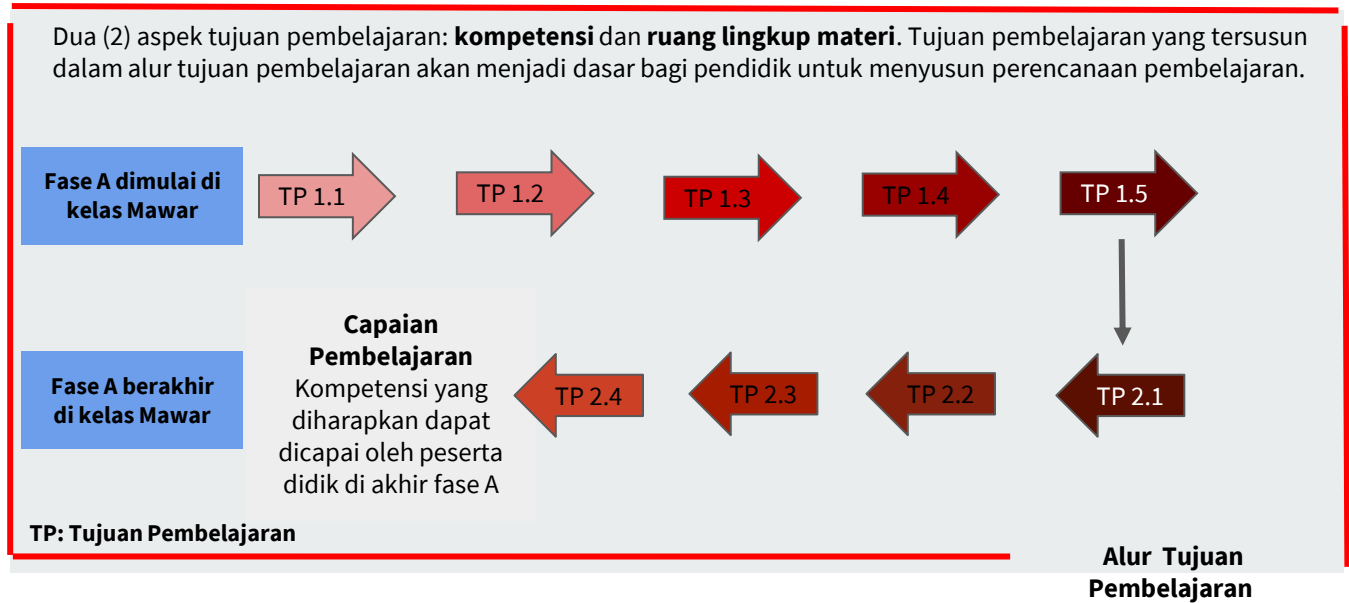 Dua (2) aspek tujuan pembelajaran: kompetensi dan ruang lingkup materi. Tujuan pembelajaran yang tersusun
dalam alur tujuan pembelajaran akan menjadi dasar bagi pendidik untuk menyusun perencanaan pembelajaran.
Fase A dimulai di
kelas Mawar
TP 1.1
TP 1.2
TP 1.3
TP 1.4
TP 1.5
Fase A berakhir
di kelas Mawar
Capaian
Pembelajaran
Kompetensi yang
diharapkan dapat
dicapai oleh peserta
didik di akhir fase A
TP 2.4
TP 2.3
TP 2.2
TP 2.1
TP: Tujuan Pembelajaran
Alur Tujuan
Pembelajaran